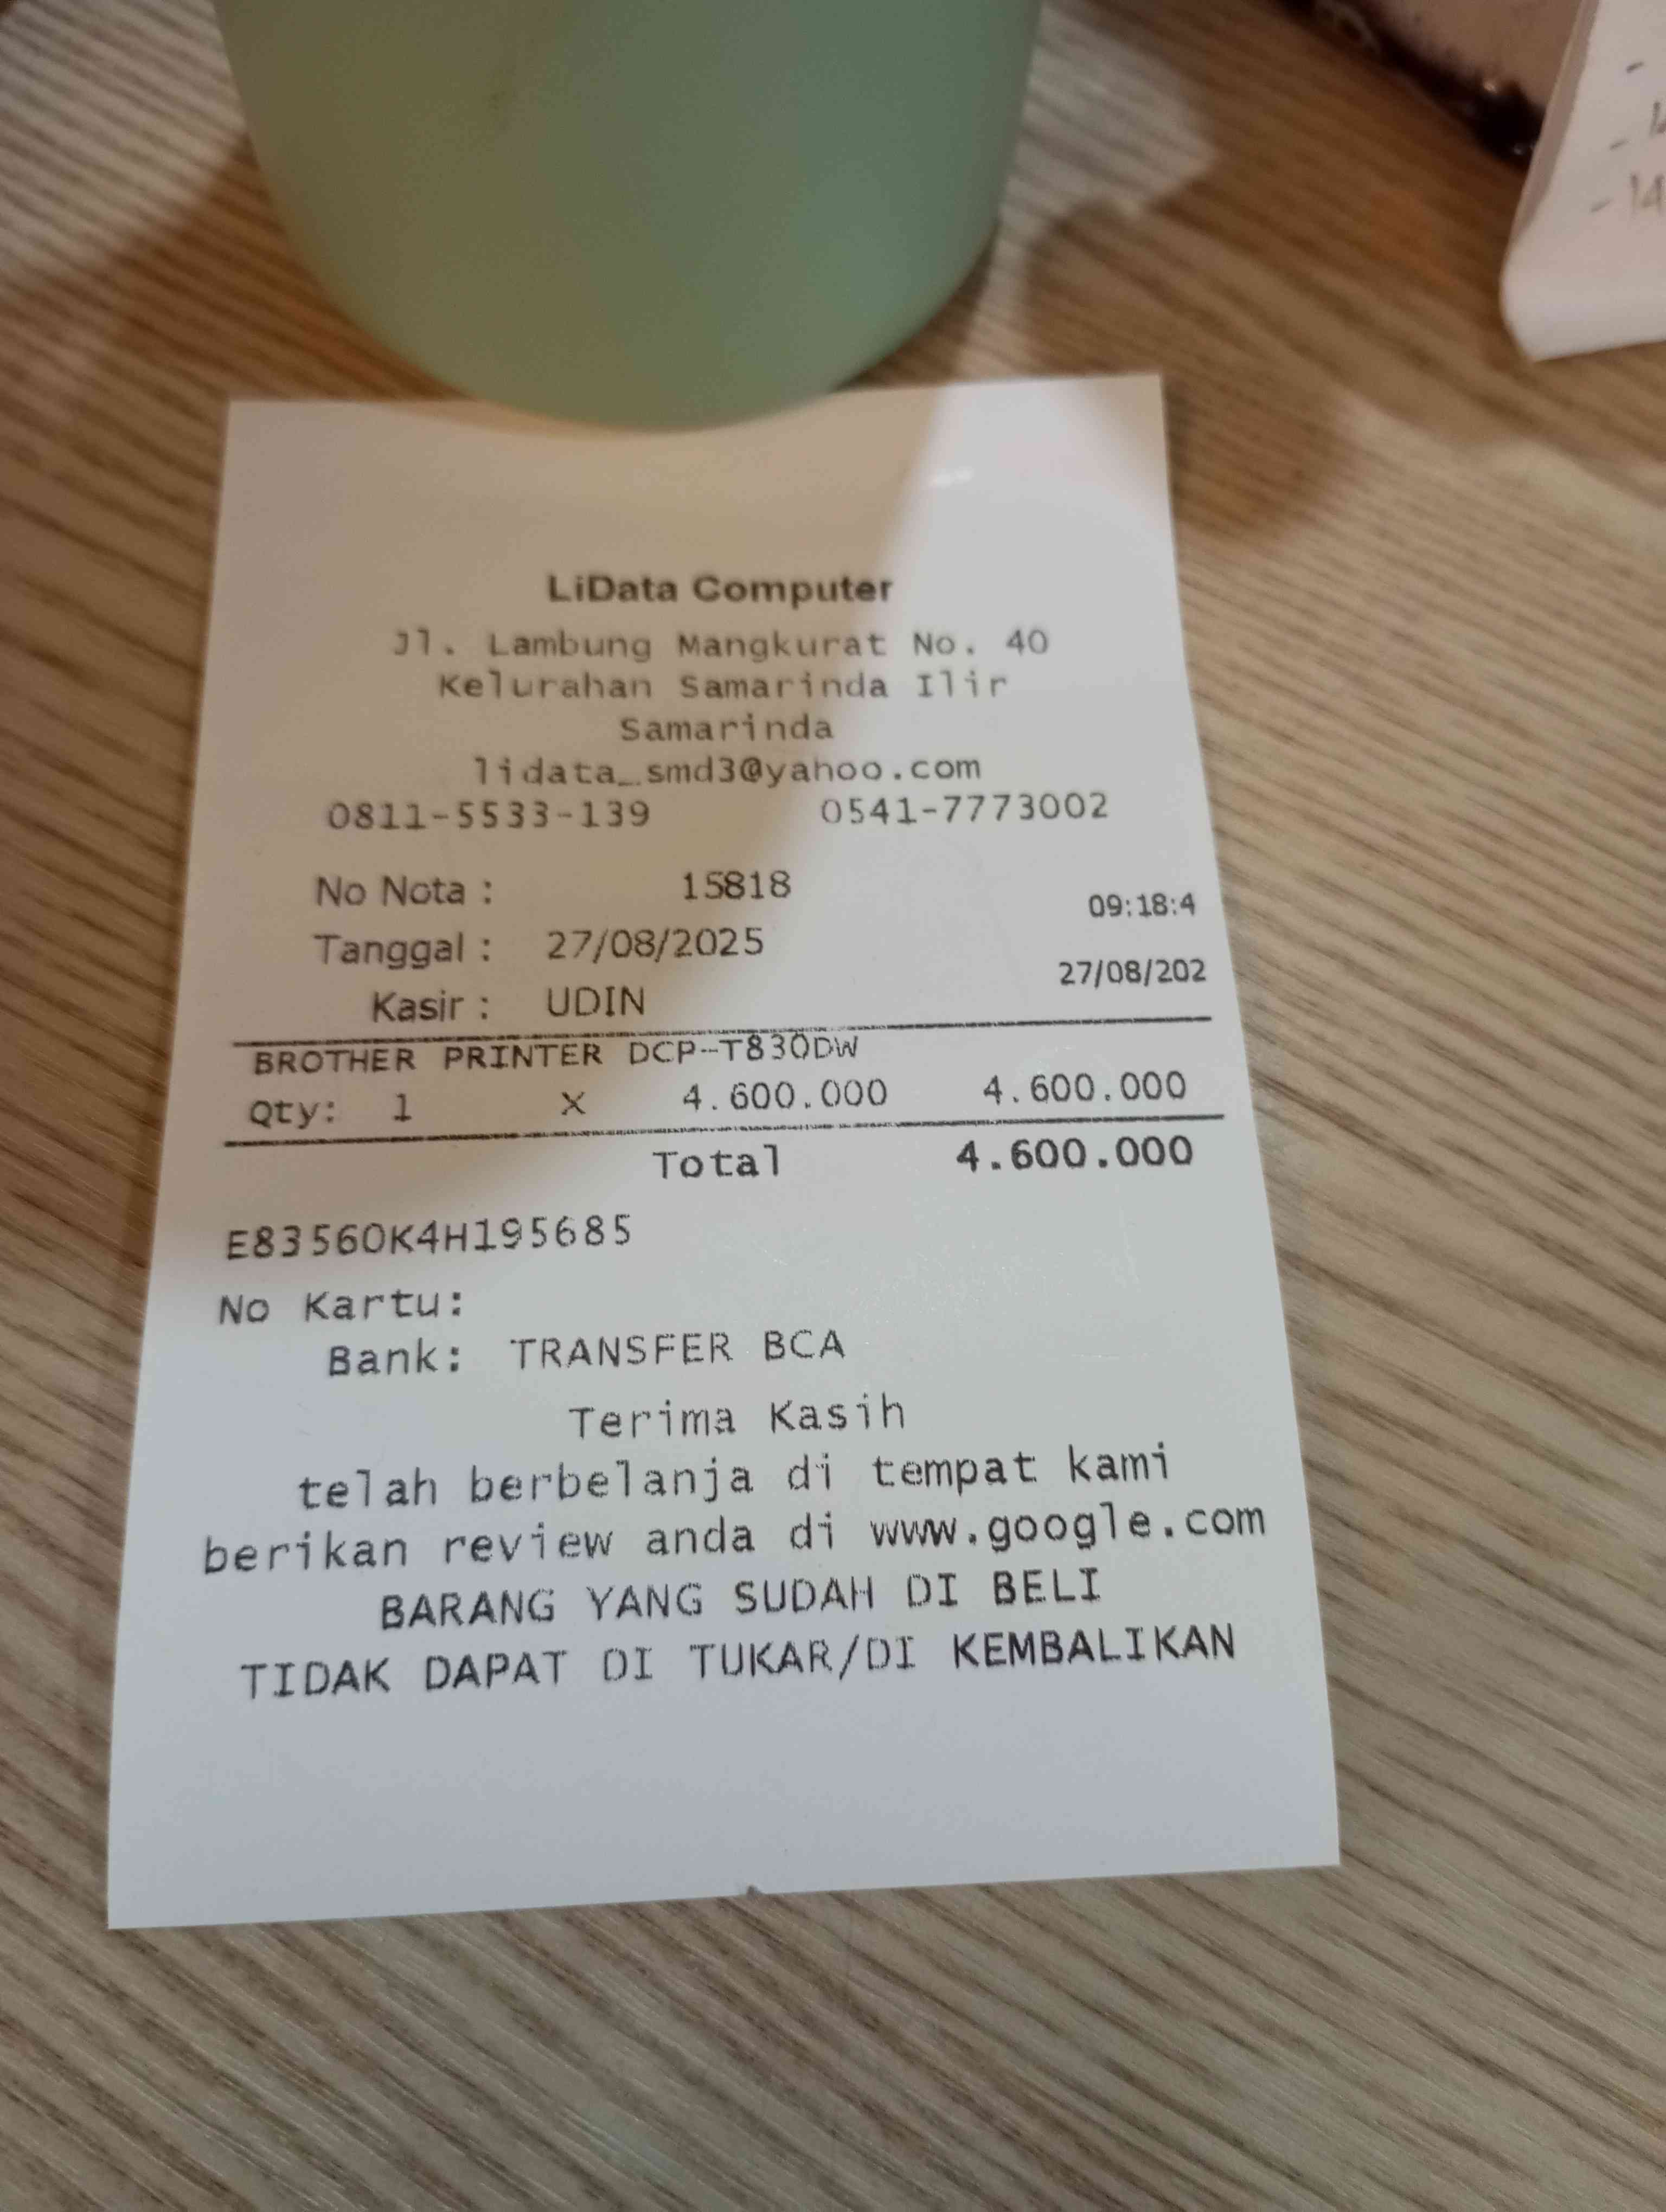 LiData Computer
Jl. Lambung Mangkurat No. 40
Kelurahan Samarinda Ilir
Samarinda
lidata_smd3@yahoo.com
0811-5533-139 0541-7773002
No Nota : 15818 09:18:4
Tanggal : 27/08/2025
27/08/202
Kasir : UDIN
BROTHER PRINTER DCP-T830DW
Qty: 1 X 4.600.000 4.600.000
Total 4.600.000
E83560K4H195685
No Kartu:
Bank: TRANSFER BCA
Terima Kasih
telah berbelanja di tempat kami
berikan review anda di www.google.com
BARANG YANG SUDAH DI BELI
TIDAK DAPAT DI TUKAR/DI KEMBALIKAN